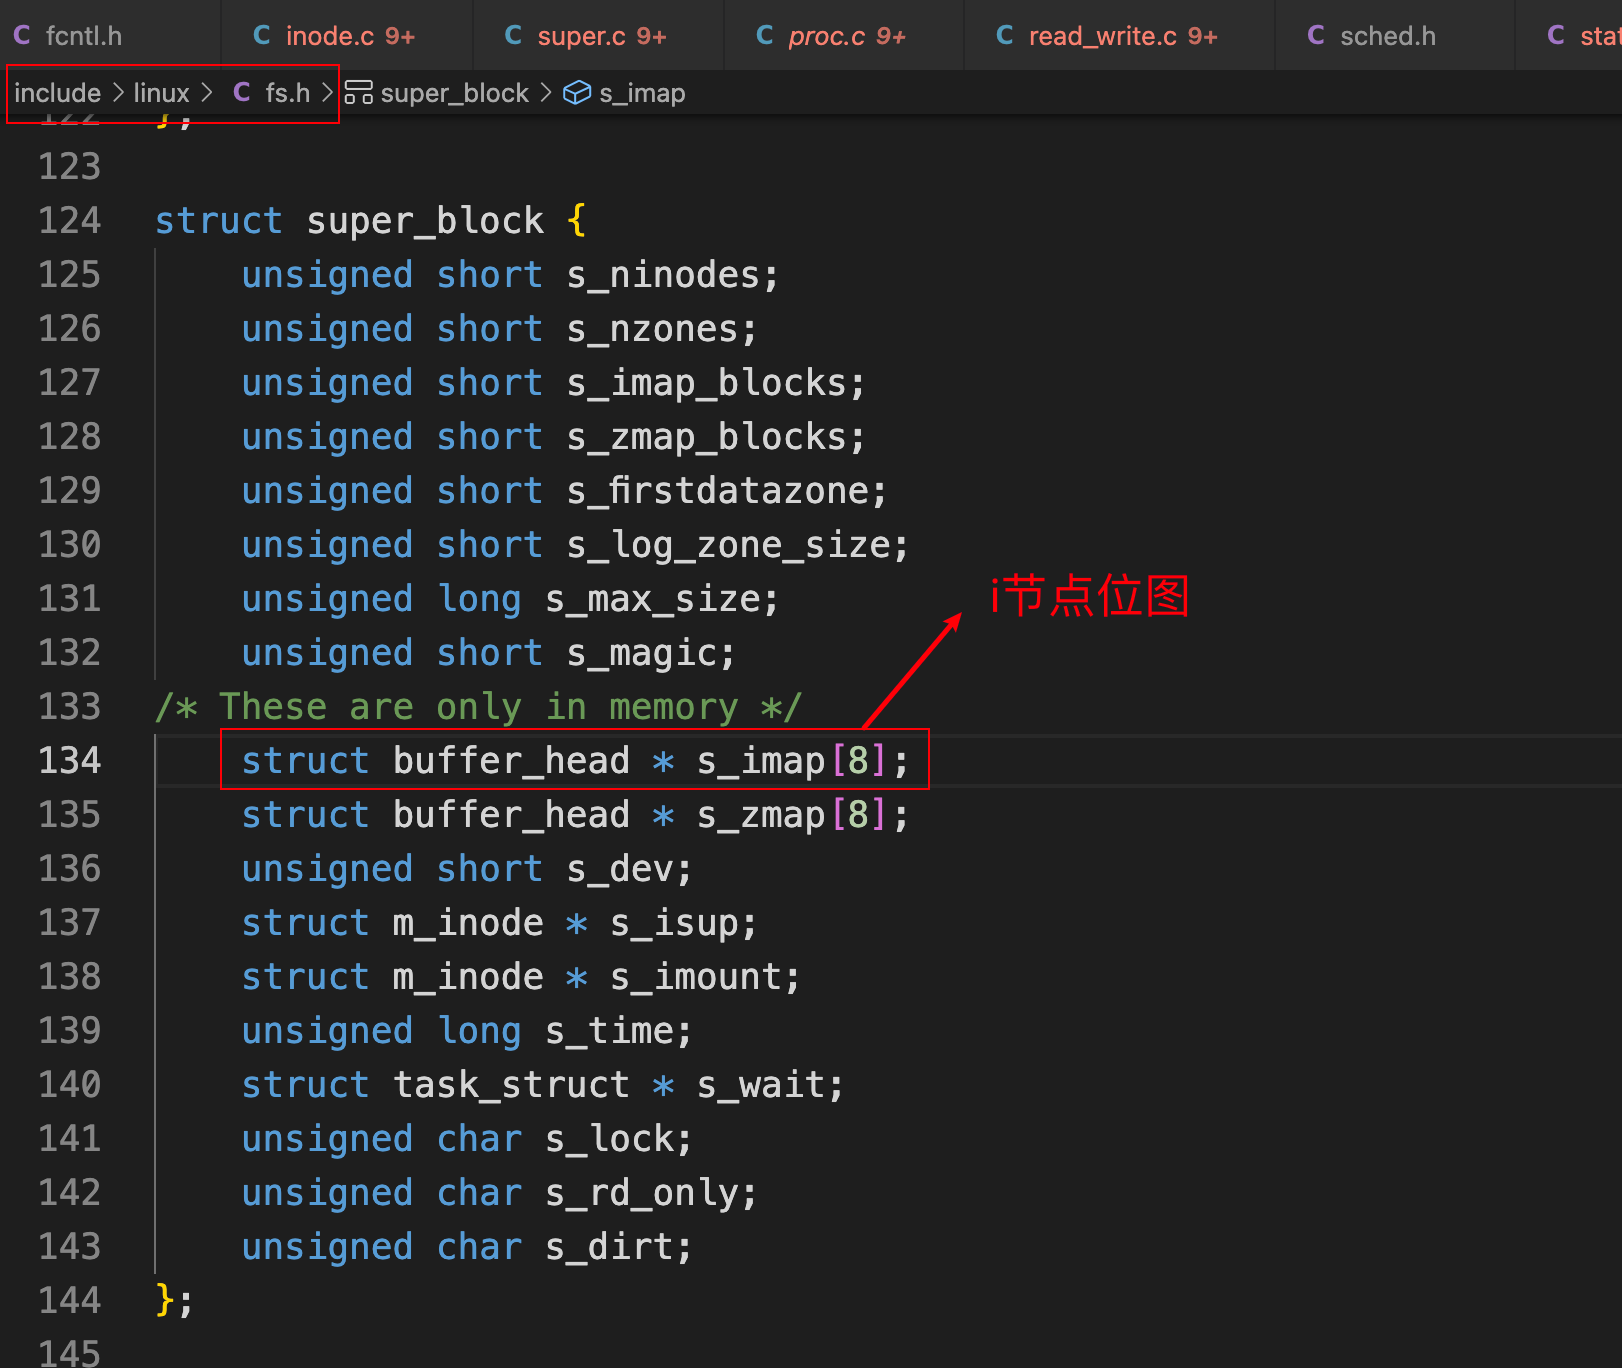 fcntl.h inode.c 9+ super.c 9+ proc.c 9+ read_write.c 9+ sched.h
include > linux > fs.h > super_block > s_imap
122 };
123
124 struct super_block {
125 unsigned short s_ninodes;
126 unsigned short s_nzones;
127 unsigned short s_imap_blocks;
128 unsigned short s_zmap_blocks;
129 unsigned short s_firstdatazone;
130 unsigned short s_log_zone_size;
i节点位图
131 unsigned long s_max_size;
132 unsigned short s_magic;
133 /* These are only in memory */
134 struct buffer_head * s_imap[8];
135 struct buffer_head * s_zmap[8];
136 unsigned short s_dev;
137 struct m_inode * s_isup;
138 struct m_inode * s_imount;
139 unsigned long s_time;
140 struct task_struct * s_wait;
141 unsigned char s_lock;
142 unsigned char s_rd_only;
143 unsigned char s_dirt;
144 };
145